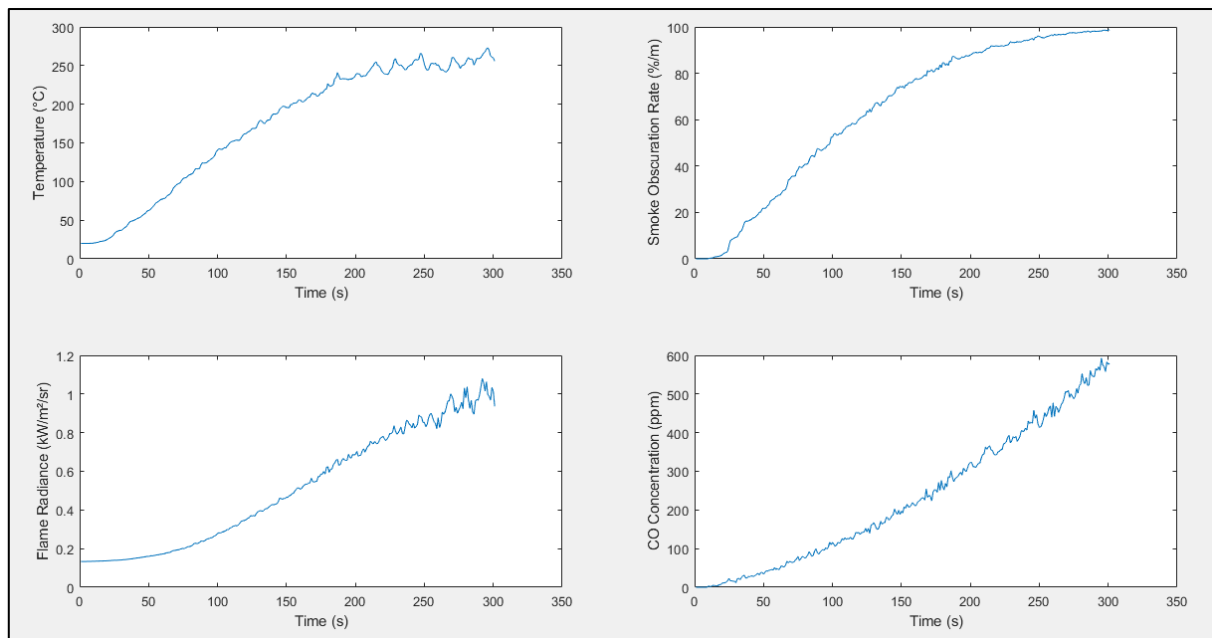 300
250
200
150
100
50
0
Temperature (°C)
0 50 100 150 200 250 300 350
Time (s)
100
80
60
40
20
0
Smoke Obscuration Rate (%/m)
0 50 100 150 200 250 300 350
Time (s)
1.2
1
0.8
0.6
0.4
0.2
0
Flame Radiance (kW/m²/sr)
0 50 100 150 200 250 300 350
Time (s)
600
500
400
300
200
100
0
CO Concentration (ppm)
0 50 100 150 200 250 300 350
Time (s)